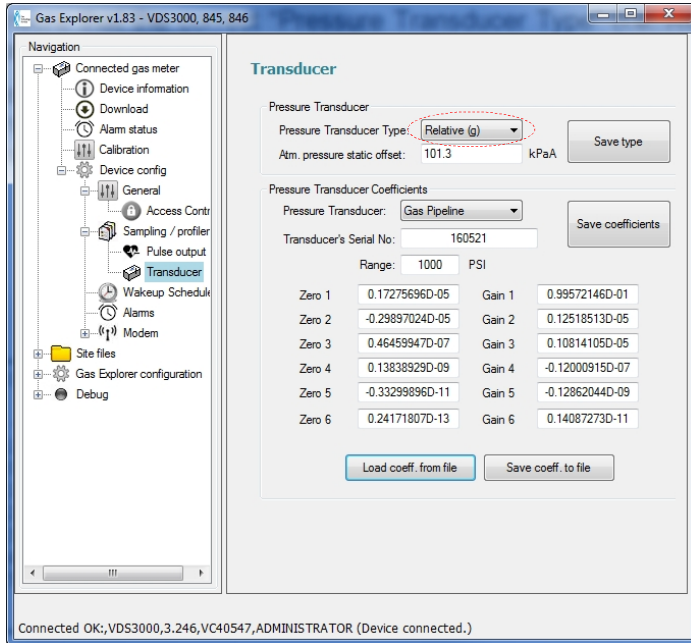 Gas Explorer v1.83 - VDS3000, 845, 846
Navigation
Connected gas meter
Device information
Download
Alarm status
Calibration
Device config
General
Access Contr
Sampling / profiler
Pulse output
Transducer
Wakeup Schedule
Alarms
Modem
Site files
Gas Explorer configuration
Debug
Transducer
Pressure Transducer
Pressure Transducer Type: Relative (g)
Save type
Atm. pressure static offset: 101.3 kPaA
Pressure Transducer Coefficients
Pressure Transducer: Gas Pipeline
Save coefficients
Transducer's Serial No: 160521
Range: 1000 PSI
Zero 1 0.17275696D-05 Gain 1 0.99572146D-01
Zero 2 -0.29897024D-05 Gain 2 0.12518513D-05
Zero 3 0.46459947D-07 Gain 3 0.10814105D-05
Zero 4 0.13838929D-09 Gain 4 -0.12000915D-07
Zero 5 -0.33299896D-11 Gain 5 -0.12862044D-09
Zero 6 0.24171807D-13 Gain 6 0.14087273D-11
Load coeff. from file Save coeff. to file
Connected OK:,VDS3000,3.246,VC40547,ADMINISTRATOR (Device connected.)